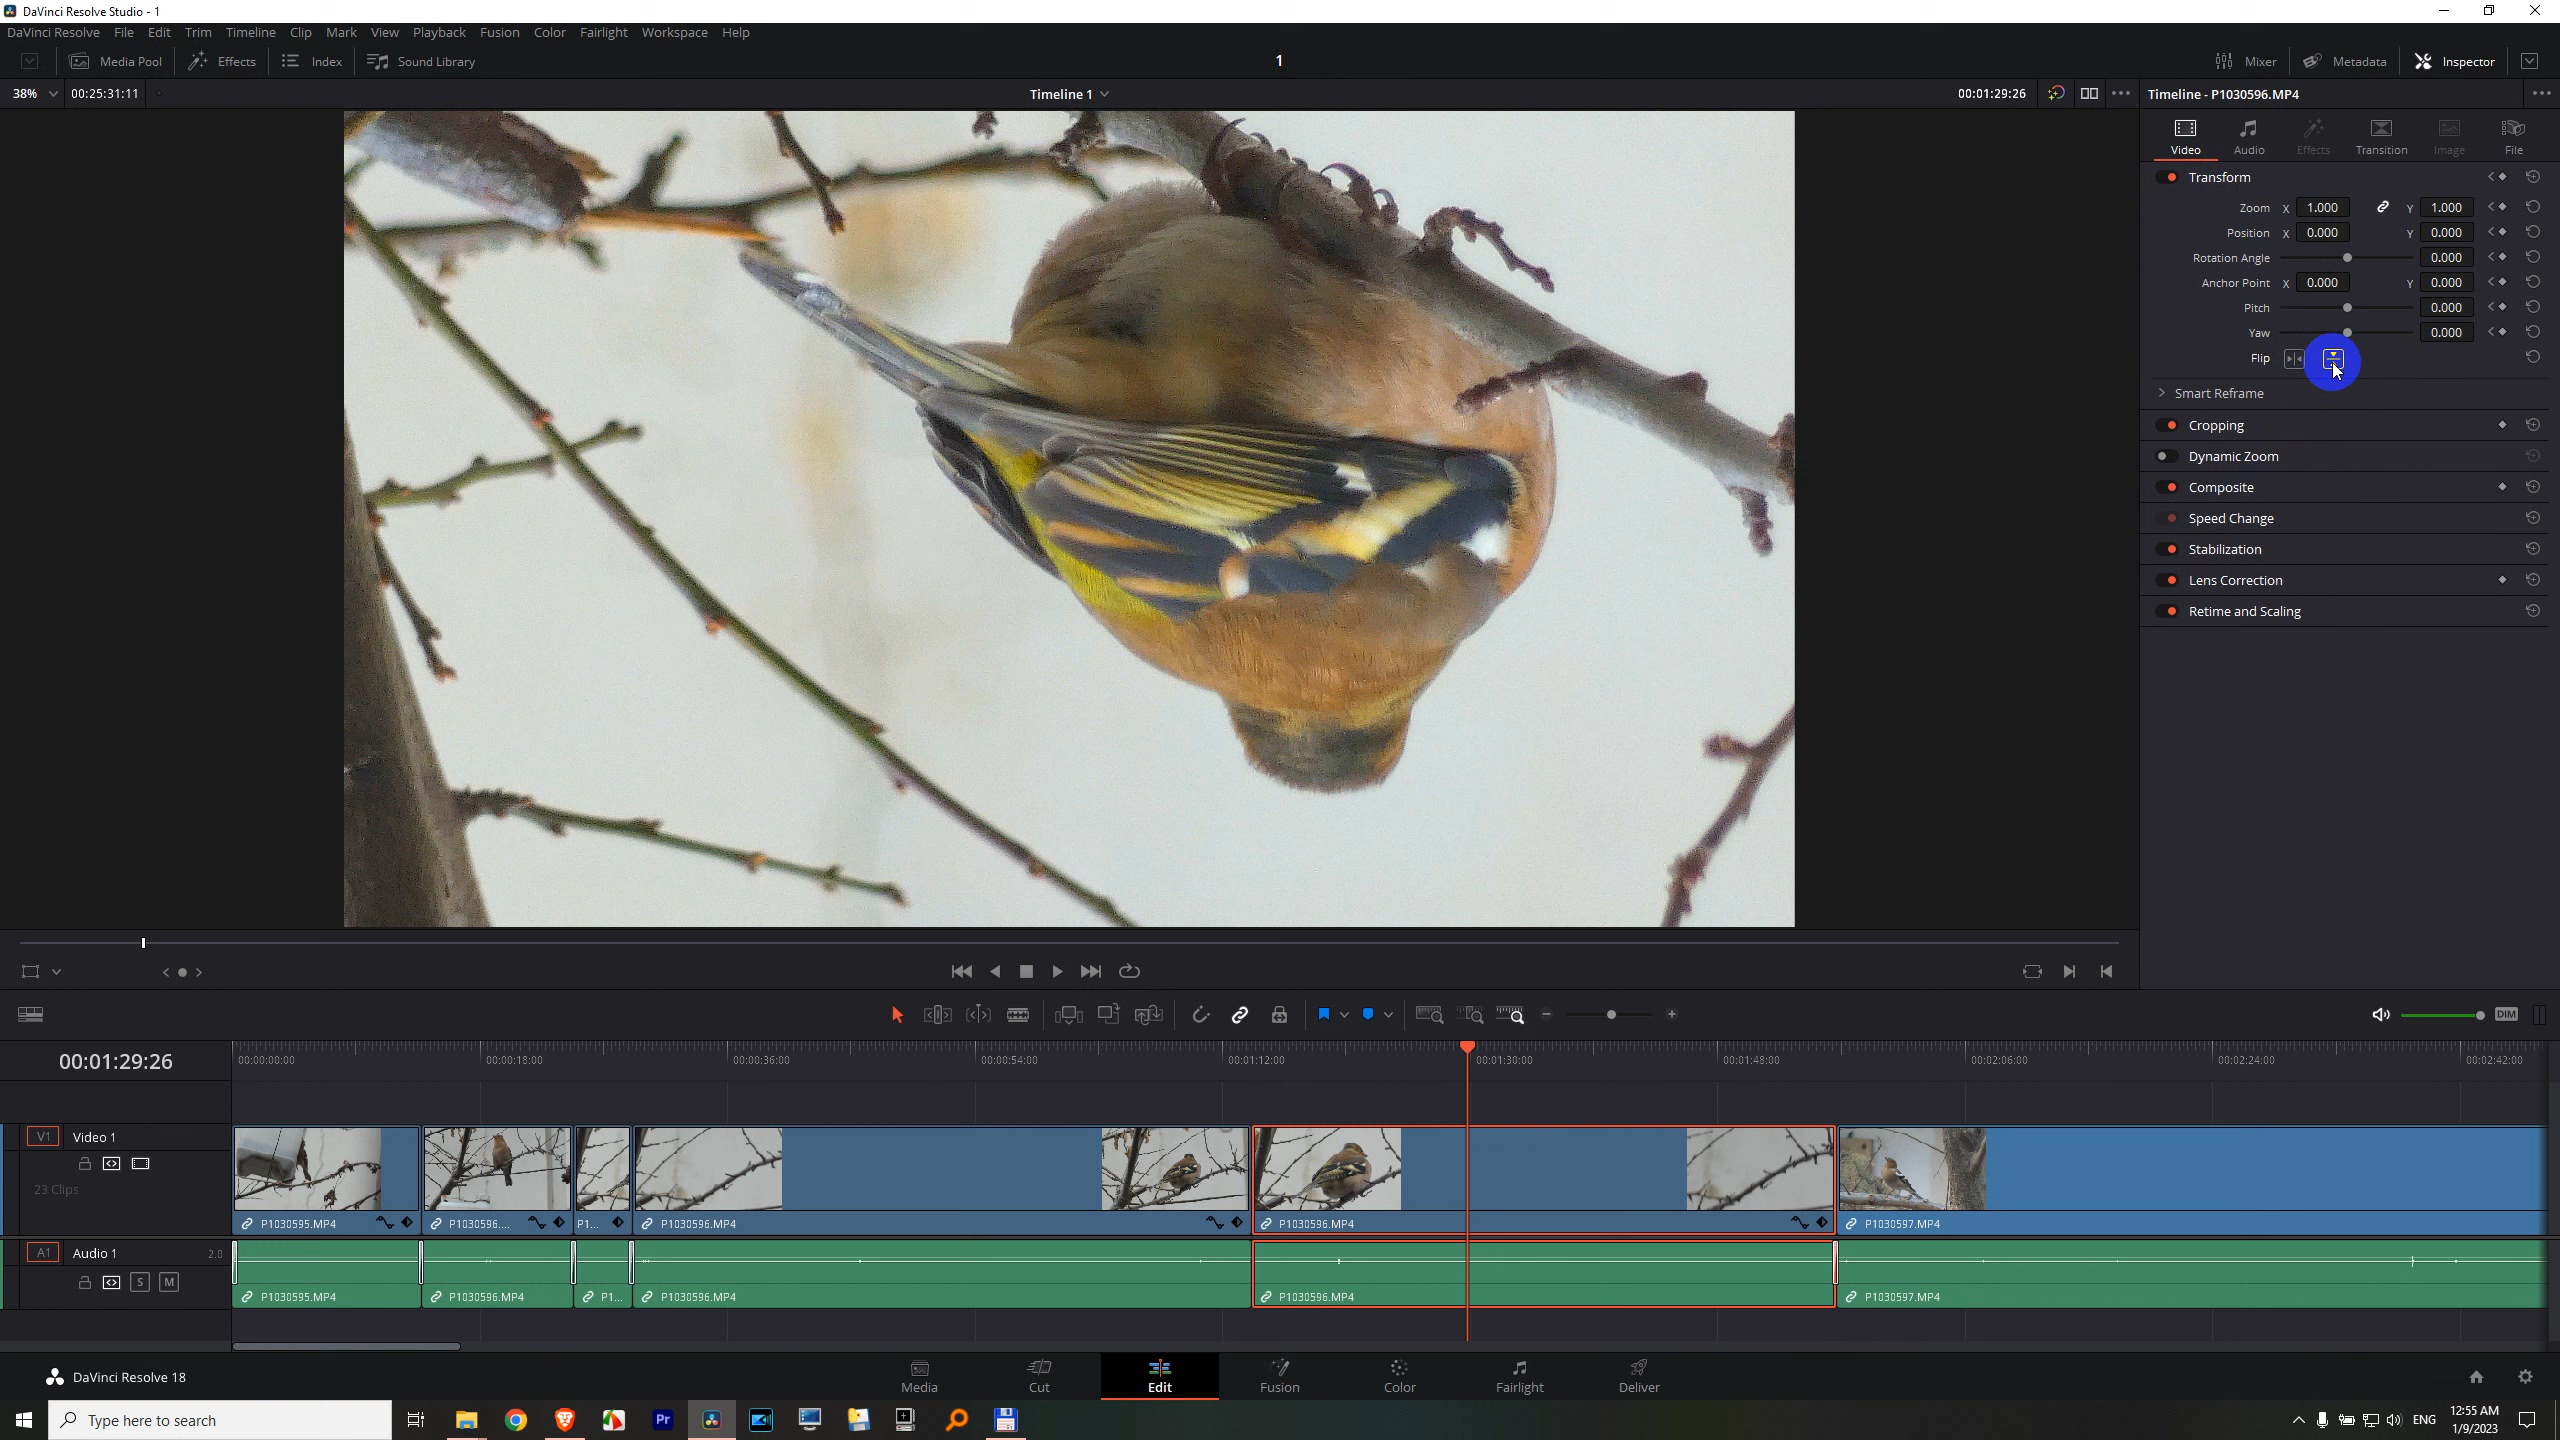 DaVinci Resolve Studio - 1
DaVinci Resolve File Edit Trim Timeline Clip Mark View Playback Fusion Color Fairlight Workspace Help
Media Pool Effects Index Sound Library 1 Mixer Metadata Inspector
38% 00:25:31:11 Timeline 1 00:01:29:26 Timeline - P1030596.MP4
Video Audio Effects Transition Image File
Transform
Zoom X 1.000 Y 1.000
Position X 0.000 Y 0.000
Rotation Angle 0.000
Anchor Point X 0.000 Y 0.000
Pitch 0.000
Yaw 0.000
Flip
Smart Reframe
Cropping
Dynamic Zoom
Composite
Speed Change
Stabilization
Lens Correction
Retime and Scaling
DIM
00:01:29:26 00:00:00:00 00:00:18:00 00:00:36:00 00:00:54:00 00:01:12:00 00:01:30:00 00:01:48:00 00:02:06:00 00:02:24:00 00:02:42:00
V1 Video 1
23 Clips
P1030595.MP4 P1030596.... P1... P1030596.MP4 P1030596.MP4 P1030597.MP4
A1 Audio 1 2.0
S M
P1030595.MP4 P1030596.MP4 P1... P1030596.MP4 P1030596.MP4 P1030597.MP4
DaVinci Resolve 18 Media Cut Edit Fusion Color Fairlight Deliver
Type here to search Pr ENG 12:55 AM
1/9/2023